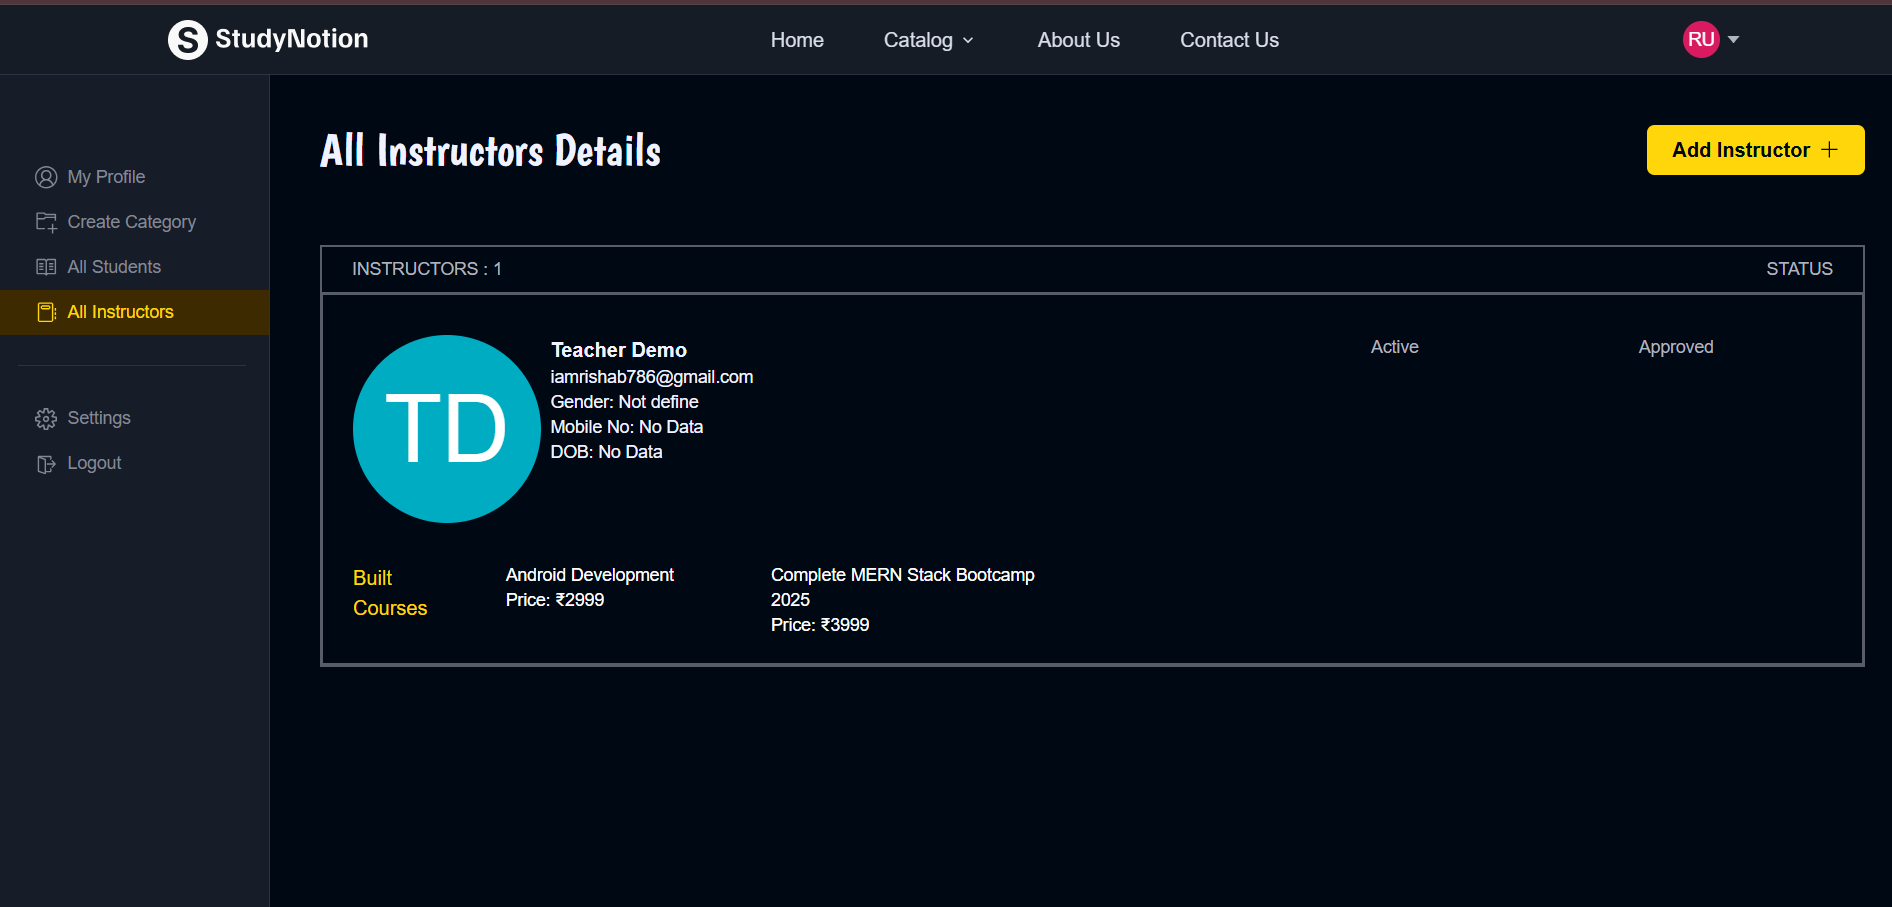 S StudyNotion
Home Catalog About Us Contact Us
RU
My Profile
Create Category
All Students
All Instructors
Settings
Logout
All Instructors Details
Add Instructor +
INSTRUCTORS : 1 STATUS
TD
Teacher Demo
iamrishab786@gmail.com
Gender: Not define
Mobile No: No Data
DOB: No Data
Active Approved
Built
Courses
Android Development
Price: ₹2999
Complete MERN Stack Bootcamp
2025
Price: ₹3999